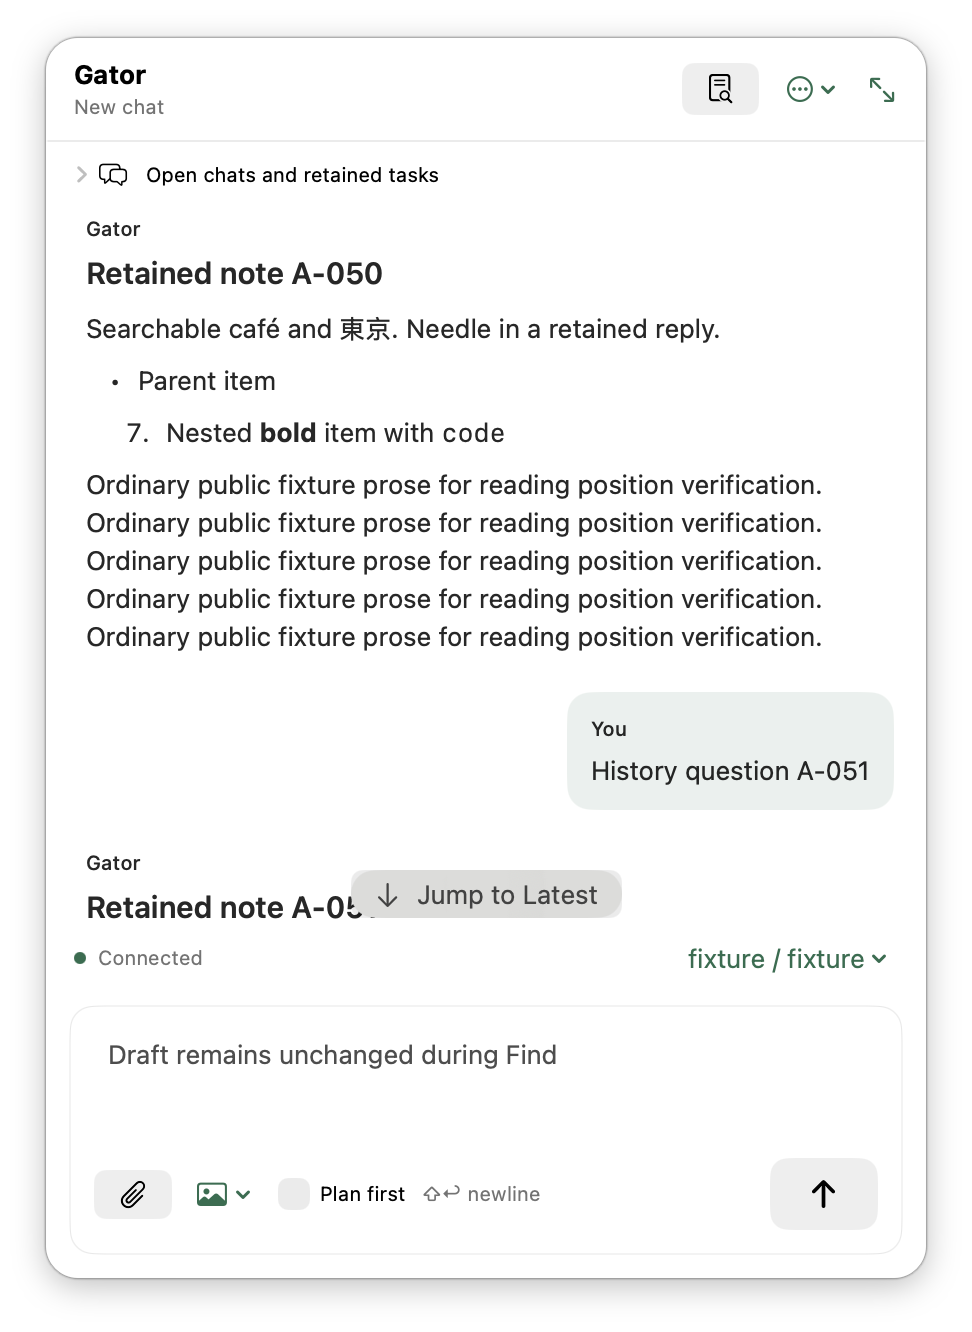 Gator
New chat
Open chats and retained tasks
Gator
Retained note A-050
Searchable café and 東京. Needle in a retained reply.
• Parent item
7. Nested bold item with code
Ordinary public fixture prose for reading position verification.
Ordinary public fixture prose for reading position verification.
Ordinary public fixture prose for reading position verification.
Ordinary public fixture prose for reading position verification.
Ordinary public fixture prose for reading position verification.
You
History question A-051
Gator
Retained note
Jump to Latest
Connected
fixture / fixture
Draft remains unchanged during Find
Plan first
newline